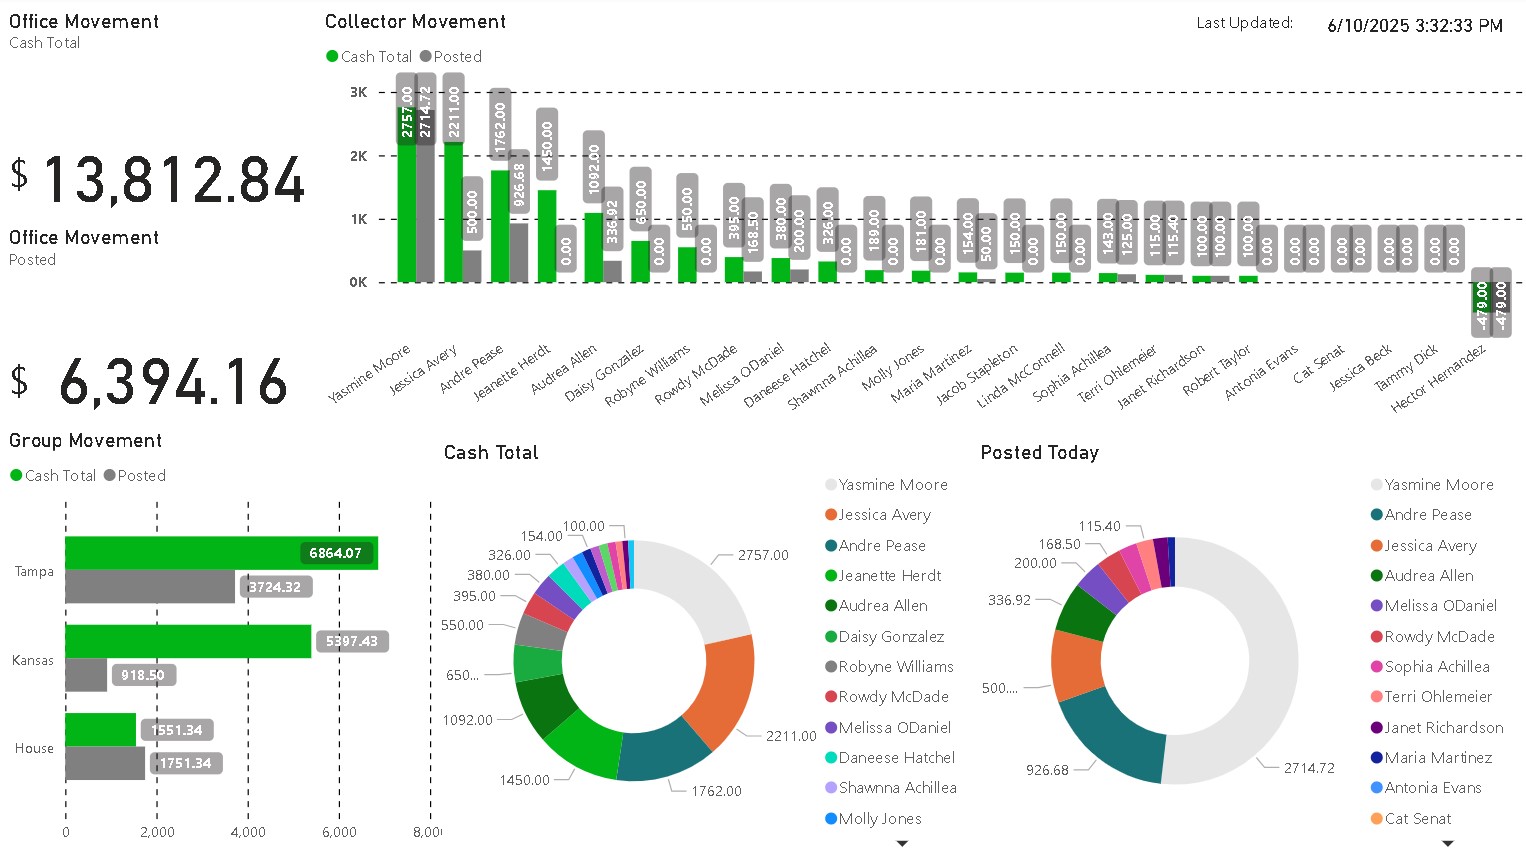 Office Movement
Cash Total
$ 13,812.84
Office Movement
Posted
$ 6,394.16
Collector Movement
Last Updated: 6/10/2025 3:32:33 PM
Cash Total Posted
3K
2K
1K
0K
2757.00 2714.72
2211.00 500.00
1762.00 926.68
1450.00 0.00
1092.00 336.92
650.00 0.00
550.00 0.00
395.00 168.50
380.00 200.00
326.00 0.00
189.00 0.00
181.00 0.00
154.00 50.00
150.00 0.00
150.00 0.00
143.00 125.00
115.00 115.40
100.00 100.00
100.00 0.00
0.00 0.00
0.00 0.00
0.00 0.00
0.00 0.00
-479.00 -479.00
Yasmine Moore
Jessica Avery
Andre Pease
Jeanette Herdt
Audrea Allen
Daisy Gonzalez
Robyne Williams
Rowdy McDade
Melissa ODaniel
Daneese Hatchel
Shawnna Achillea
Molly Jones
Maria Martinez
Jacob Stapleton
Linda McConnell
Sophia Achillea
Terri Ohlemeier
Janet Richardson
Robert Taylor
Antonia Evans
Cat Senat
Jessica Beck
Tammy Dick
Hector Hernandez
Group Movement
Cash Total Posted
Tampa
6864.07
3724.32
Kansas
5397.43
918.50
House
1551.34
1751.34
0 2,000 4,000 6,000 8,00
Cash Total
2757.00
2211.00
1762.00
1450.00
1092.00
650...
550.00
395.00
380.00
326.00
154.00
100.00
Yasmine Moore
Jessica Avery
Andre Pease
Jeanette Herdt
Audrea Allen
Daisy Gonzalez
Robyne Williams
Rowdy McDade
Melissa ODaniel
Daneese Hatchel
Shawnna Achillea
Molly Jones
Posted Today
2714.72
926.68
500....
336.92
200.00
168.50
115.40
Yasmine Moore
Andre Pease
Jessica Avery
Audrea Allen
Melissa ODaniel
Rowdy McDade
Sophia Achillea
Terri Ohlemeier
Janet Richardson
Maria Martinez
Antonia Evans
Cat Senat